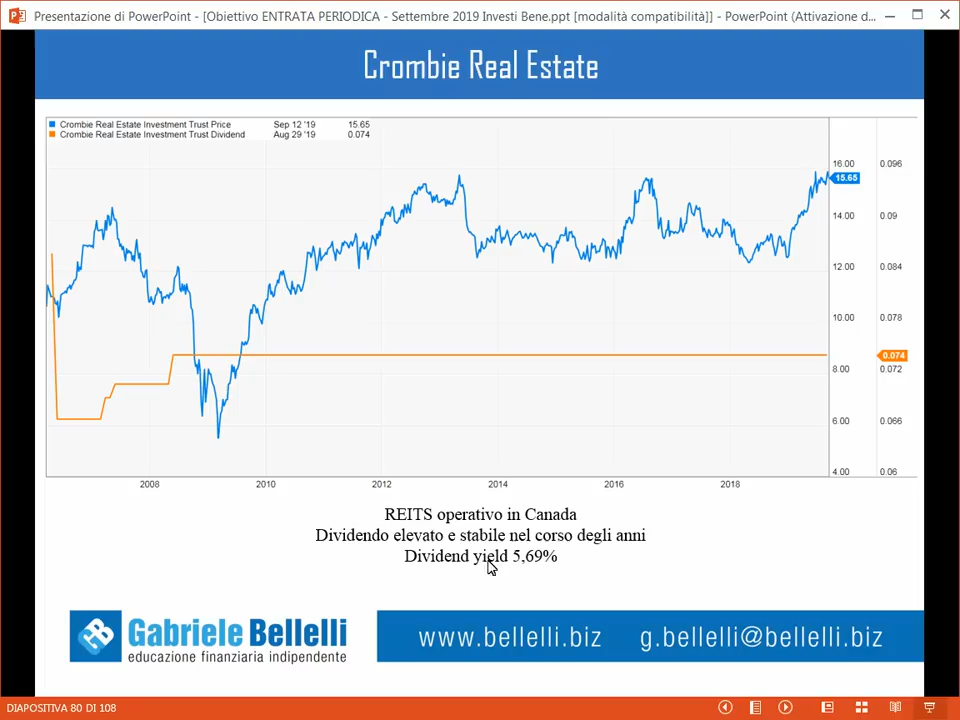 Presentazione di PowerPoint - [Obiettivo ENTRATA PERIODICA - Settembre 2019 Investi Bene.ppt [modalità compatibilità]] - PowerPoint (Attivazione d...
Crombie Real Estate
Crombie Real Estate Investment Trust Price Sep 12 '19 15.65
Crombie Real Estate Investment Trust Dividend Aug 29 '19 0.074
16.00 0.096
15.65
14.00 0.09
12.00 0.084
10.00 0.078
0.074
8.00 0.072
6.00 0.066
4.00 0.06
2008 2010 2012 2014 2016 2018
REITS operativo in Canada
Dividendo elevato e stabile nel corso degli anni
Dividend yield 5,69%
Gabriele Bellelli
educazione finanziaria indipendente
www.bellelli.biz g.bellelli@bellelli.biz
DIAPOSITIVA 80 DI 108